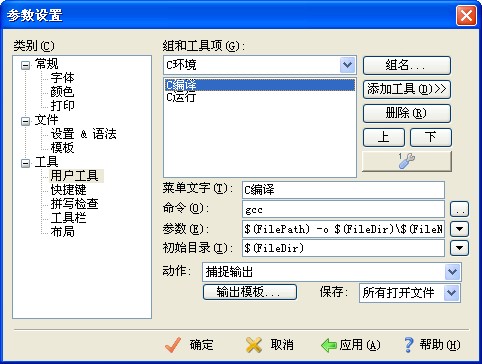 参数设置
类别(C)
常规
字体
颜色
打印
文件
设置 & 语法
模板
工具
用户工具
快捷键
拼写检查
工具栏
布局
组和工具项(G):
C环境
组名...
C编译
C运行
添加工具(D)>>
删除(R)
上
下
1
菜单文字(T): C编译
命令(O): gcc
..
参数(E): $(FilePath) -o $(FileDir)\$(FileN
初始目录(I): $(FileDir)
动作: 捕捉输出
输出模板...
保存: 所有打开文件
确定
取消
应用(A)
帮助(H)